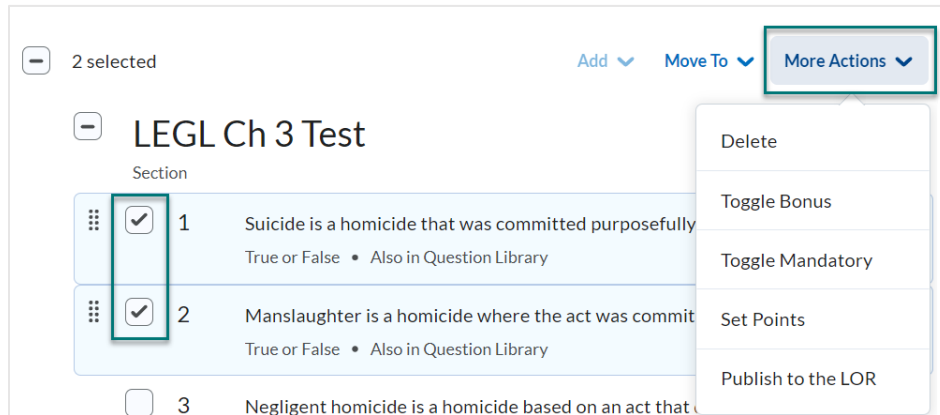 2 selected
Add
Move To
More Actions
LEGL Ch 3 Test
Section
Delete
Toggle Bonus
Toggle Mandatory
Set Points
Publish to the LOR
1
Suicide is a homicide that was committed purposefully
True or False • Also in Question Library
2
Manslaughter is a homicide where the act was commit
True or False • Also in Question Library
3
Negligent homicide is a homicide based on an act that